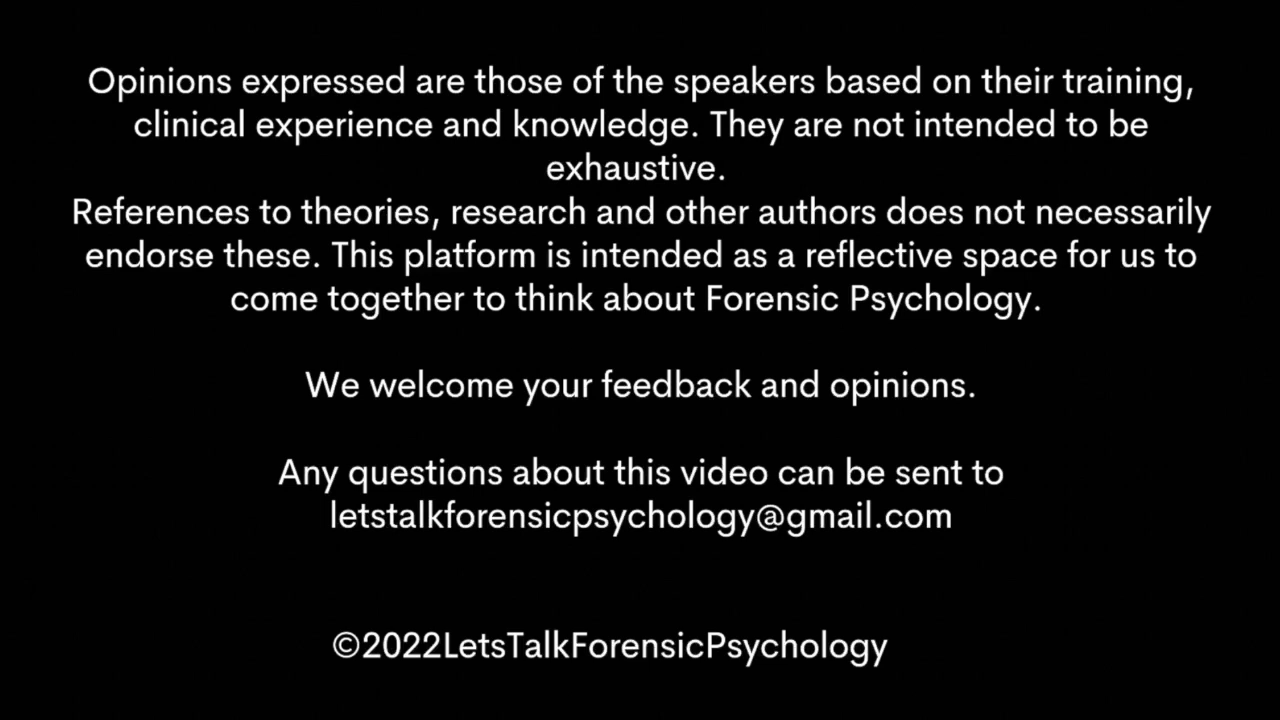 Opinions expressed are those of the speakers based on their training,
clinical experience and knowledge. They are not intended to be
exhaustive.
References to theories, research and other authors does not necessarily
endorse these. This platform is intended as a reflective space for us to
come together to think about Forensic Psychology.
We welcome your feedback and opinions.
Any questions about this video can be sent to
letstalkforensicpsychology@gmail.com
©2022LetsTalkForensicPsychology